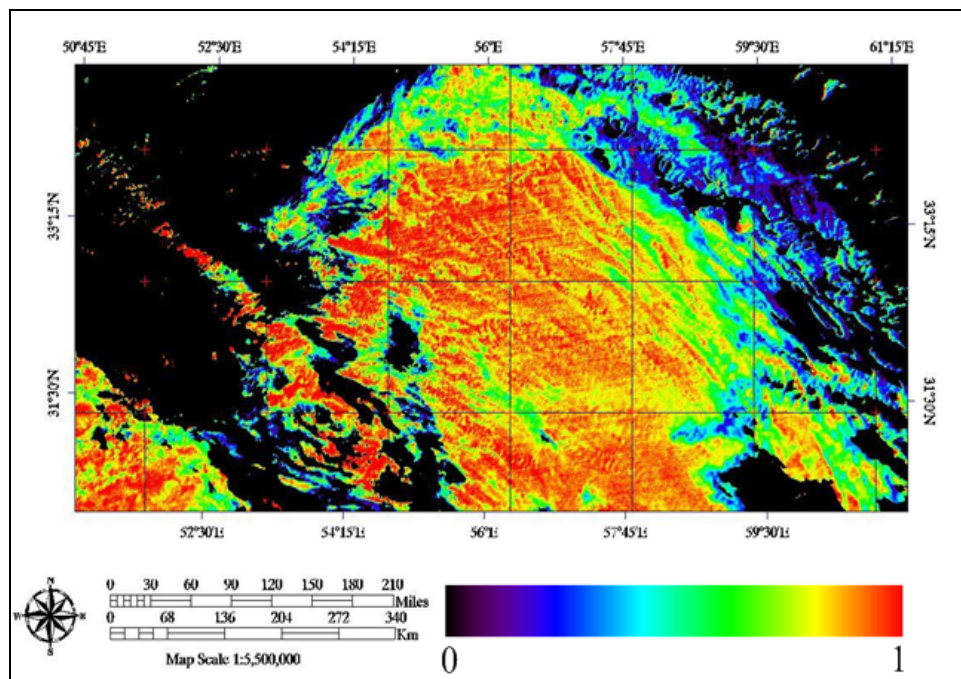 50°45'E 52°30'E 54°15'E 56°E 57°45'E 59°30'E 61°15'E
33°15'N 33°15'N
31°30'N 31°30'N
52°30'E 54°15'E 56°E 57°45'E 59°30'E
N
W E
S
0 30 60 90 120 150 180 210
Miles
0 68 136 204 272 340
Km
Map Scale 1:5,500,000
0 1